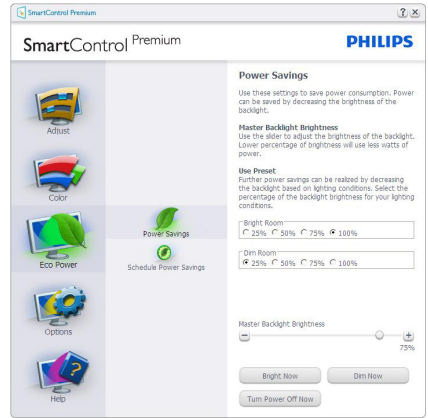 SmartControl Premium
SmartControl Premium
PHILIPS
Adjust
Color
Eco Power
Options
Help
Power Savings
Schedule Power Savings
Power Savings
Use these settings to save power consumption. Power
can be saved by decreasing the brightness of the
backlight.
Master Backlight Brightness
Use the slider to adjust the brightness of the backlight.
Lower percentage of brightness will use less watts of
power.
Use Preset
Further power savings can be realized by decreasing
the backlight based on lighting conditions. Select the
percentage of the backlight brightness for your lighting
conditions.
Bright Room
25% 50% 75% 100%
Dim Room
25% 50% 75% 100%
Master Backlight Brightness
75%
Bright Now Dim Now
Turn Power Off Now